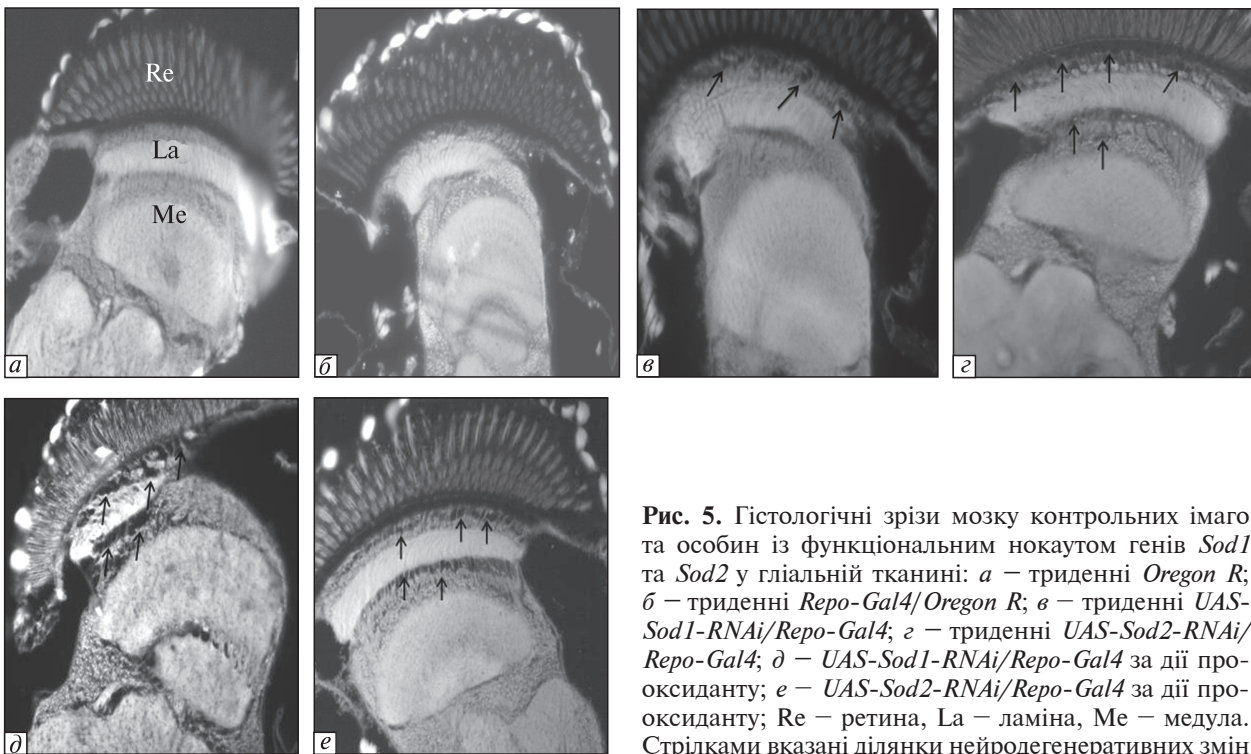 Re
La
Me
а
б
в
г
д
е
Рис. 5. Гістологічні зрізи мозку контрольних імаго
та особин із функціональним нокаутом генів Sod1
та Sod2 у гліальній тканині: а – триденні Oregon R;
б – триденні Repo-Gal4/Oregon R; в – триденні UAS-
Sod1-RNAi/Repo-Gal4; г – триденні UAS-Sod2-RNAi/
Repo-Gal4; д – UAS-Sod1-RNAi/Repo-Gal4 за дії про-
оксиданту; е – UAS-Sod2-RNAi/Repo-Gal4 за дії про-
оксиданту; Re – ретина, La – ламіна, Me – медула.
Стрілками вказані ділянки нейродегенеративних змін